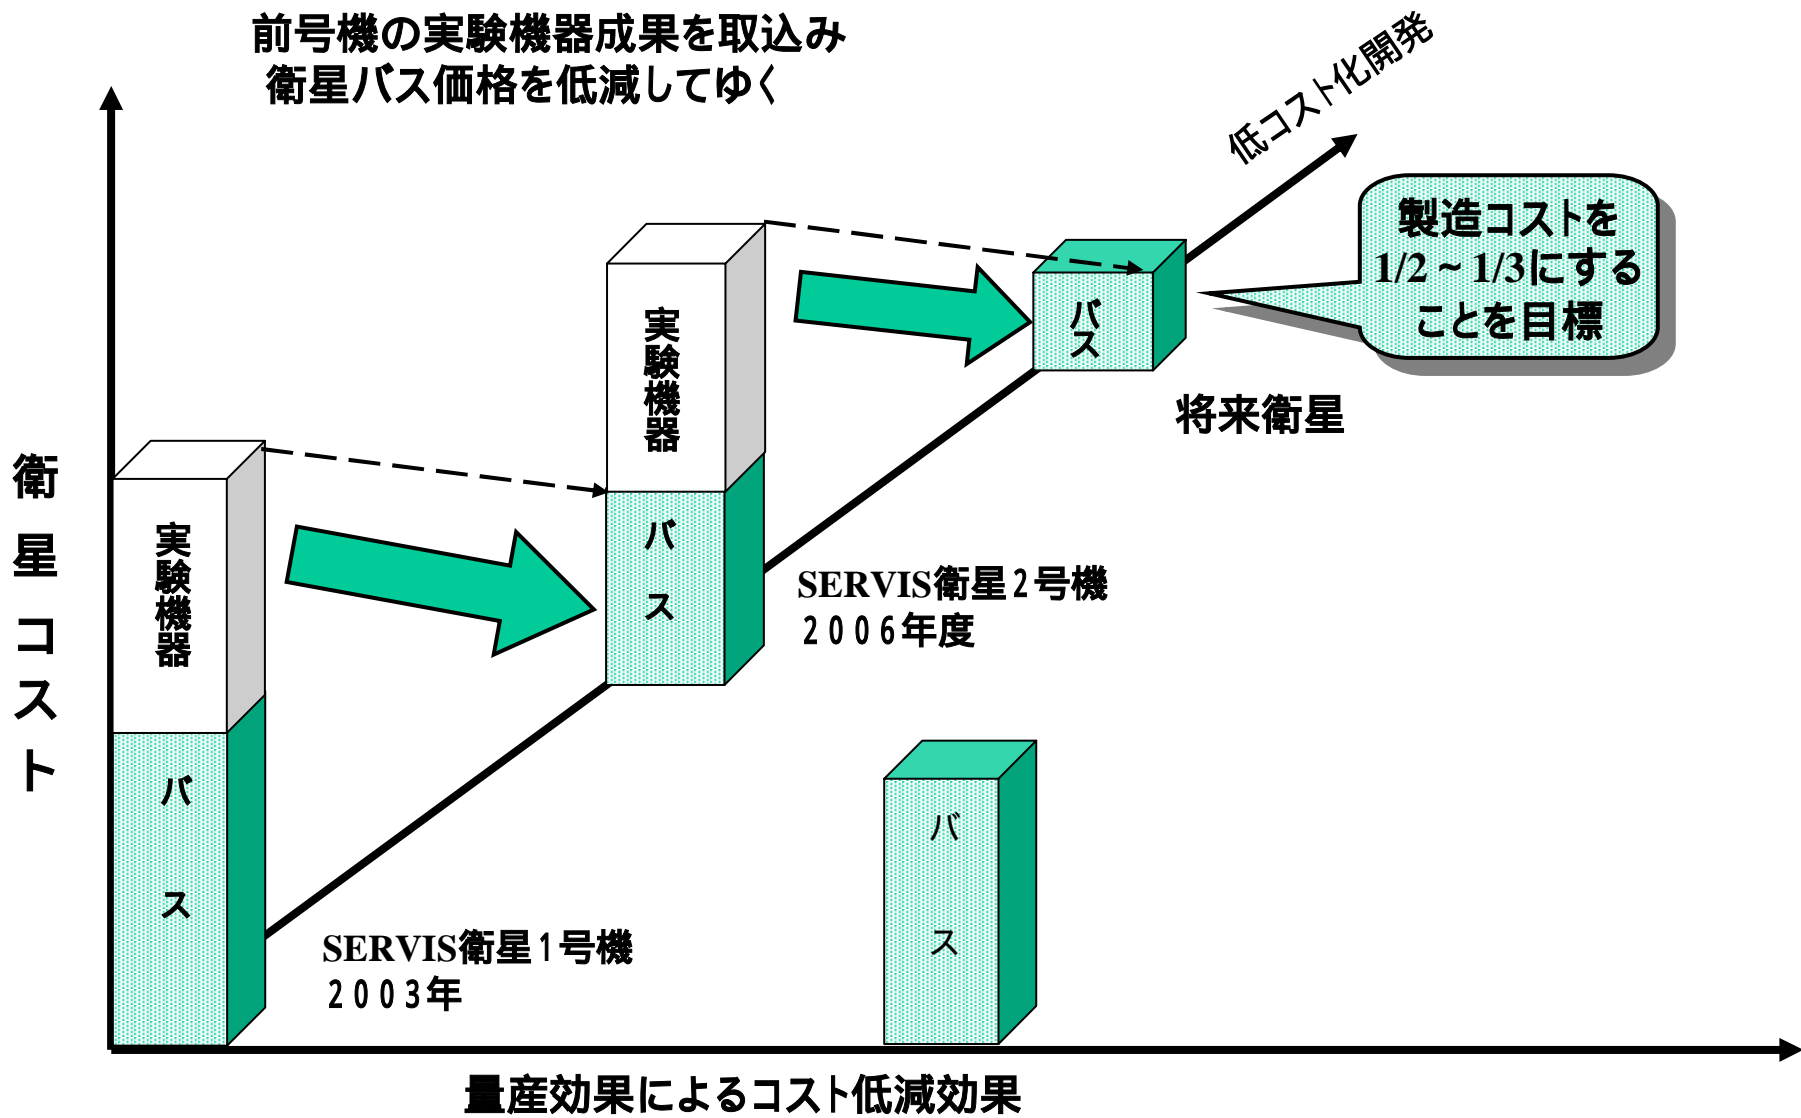 前号機の実験機器成果を取込み
衛星バス価格を低減してゆく
低コスト化開発
製造コストを
1/2～1/3にする
ことを目標
バス
将来衛星
実験機器
バス
SERVIS衛星2号機
2006年度
衛星コスト
実験機器
バス
SERVIS衛星1号機
2003年
バス
量産効果によるコスト低減効果